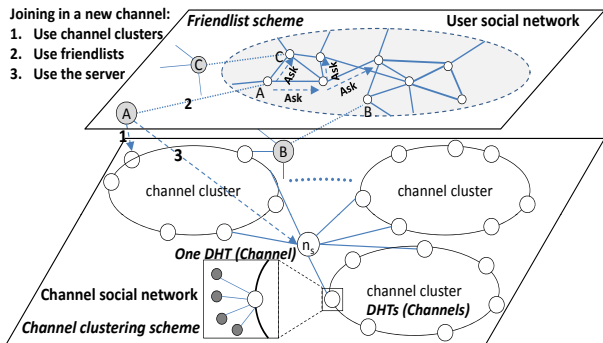 Joining in a new channel:
1. Use channel clusters
2. Use friendlists
3. Use the server
Friendlist scheme
User social network
C
C
Ask
Ask
A
Ask
Ask
B
2
A
1
3
B
channel cluster
channel cluster
ns
One DHT (Channel)
Channel social network
Channel clustering scheme
channel cluster
DHTs (Channels)